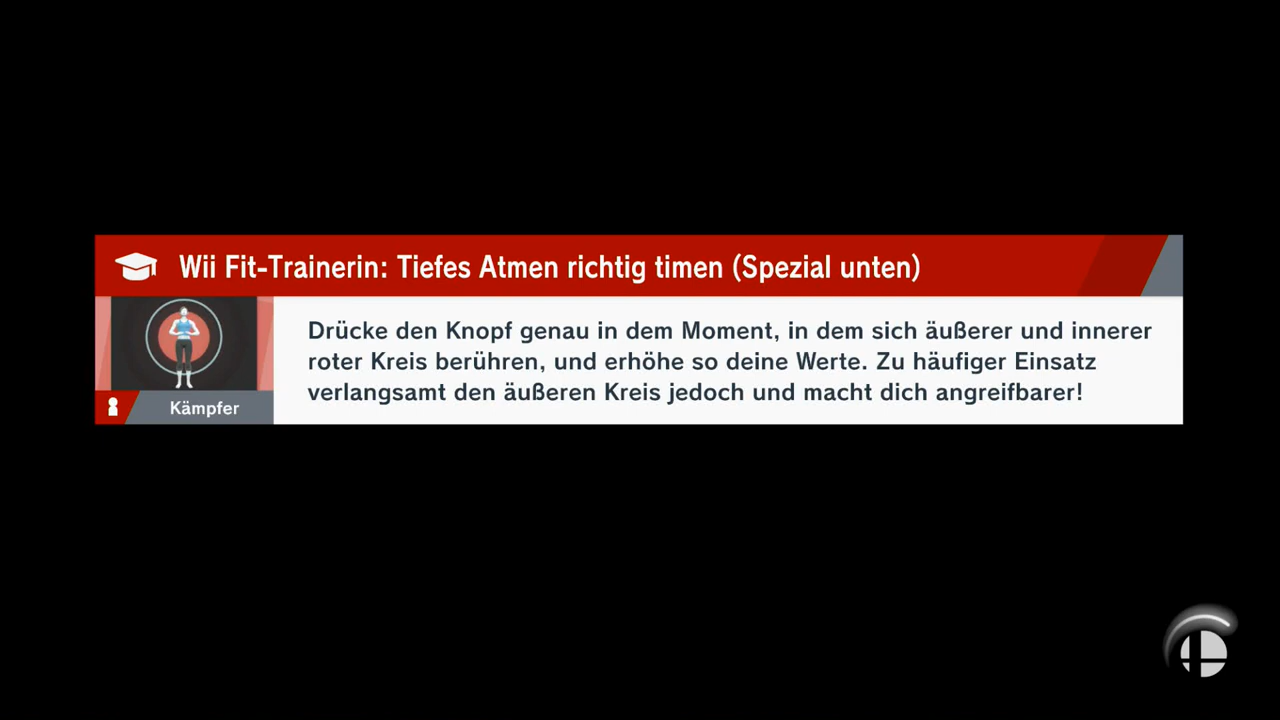 Wii Fit-Trainerin: Tiefes Atmen richtig timen (Spezial unten)
Drücke den Knopf genau in dem Moment, in dem sich äußerer und innerer
roter Kreis berühren, und erhöhe so deine Werte. Zu häufiger Einsatz
verlangsamt den äußeren Kreis jedoch und macht dich angreifbarer!
Kämpfer